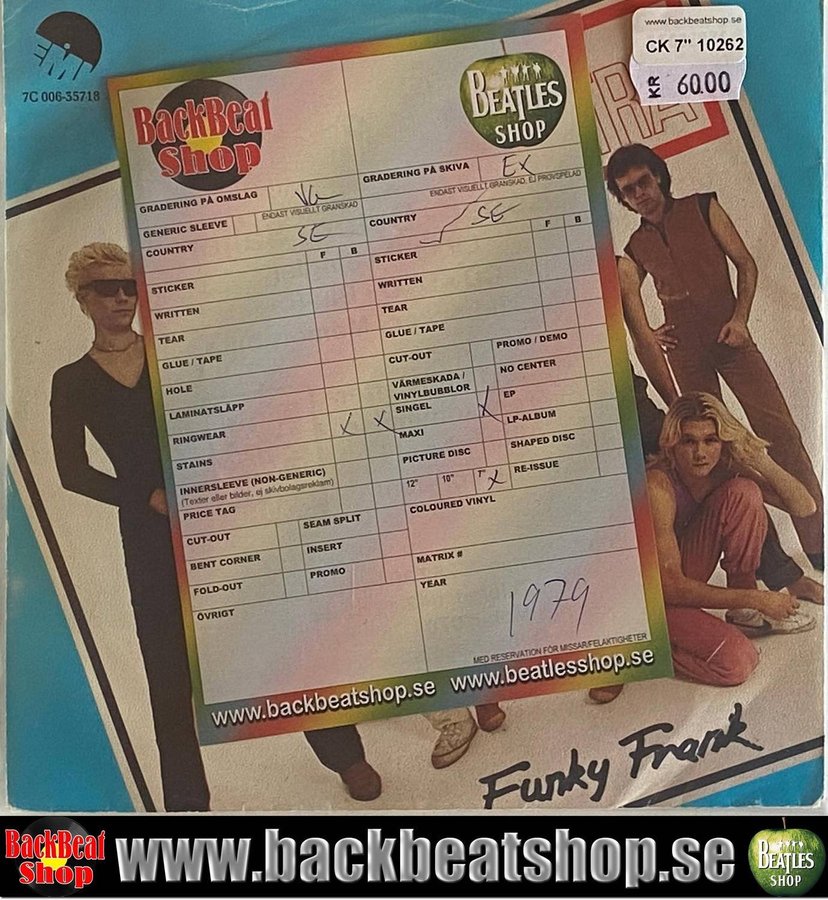 EMI
7C 006-35718
www.backbeatshop.se
CK 7" 10262
KR 60.00
RA
BackBeat
Shop
BEATLES
SHOP
GRADERING PÅ OMSLAG VG-
ENDAST VISUELLT GRANSKAD
GENERIC SLEEVE
COUNTRY SE
F B
STICKER
WRITTEN
TEAR
GLUE / TAPE
HOLE
LAMINATSLÄPP
RINGWEAR X X
STAINS
INNERSLEEVE (NON-GENERIC)
(Texter eller bilder, ej skivbolagsreklam)
PRICE TAG
CUT-OUT SEAM SPLIT
BENT CORNER INSERT
FOLD-OUT PROMO
ÖVRIGT
GRADERING PÅ SKIVA EX
ENDAST VISUELLT GRANSKAD, EJ PROVSPELAD
COUNTRY SE
F B
STICKER
WRITTEN
TEAR
GLUE / TAPE
CUT-OUT PROMO / DEMO
VÄRMESKADA /
VINYLBUBBLOR NO CENTER
SINGEL X EP
MAXI LP-ALBUM
PICTURE DISC SHAPED DISC
12" 10" 7" X RE-ISSUE
COLOURED VINYL
MATRIX #
YEAR
1979
MED RESERVATION FÖR MISSAR/FELAKTIGHETER
www.backbeatshop.se www.beatlesshop.se
Funky Frank
BackBeat
Shop
www.backbeatshop.se
BEATLES
SHOP